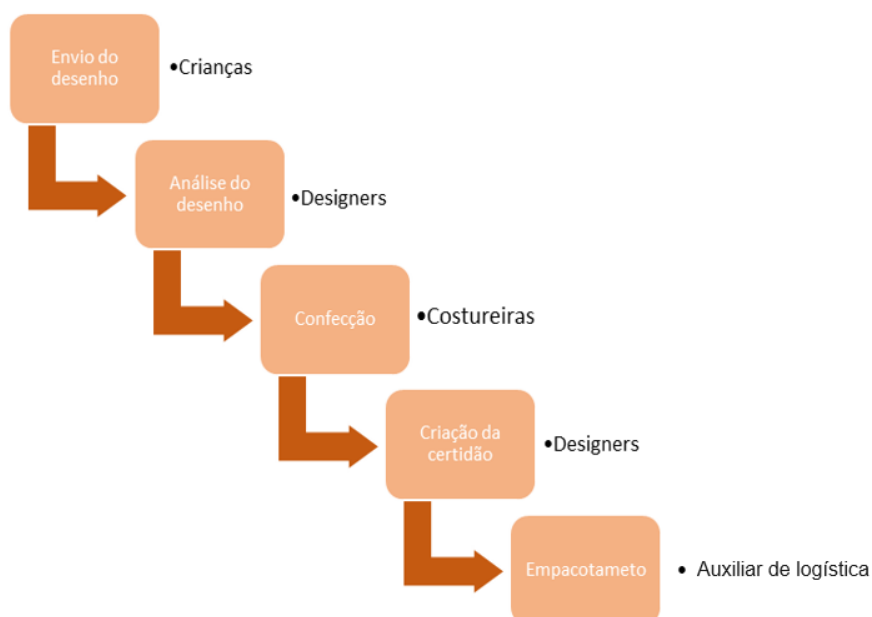 Envio do
desenho
•Crianças
Análise do
desenho
•Designers
Confecção
•Costureiras
Criação da
certidão
•Designers
Empacotameto
• Auxiliar de logística